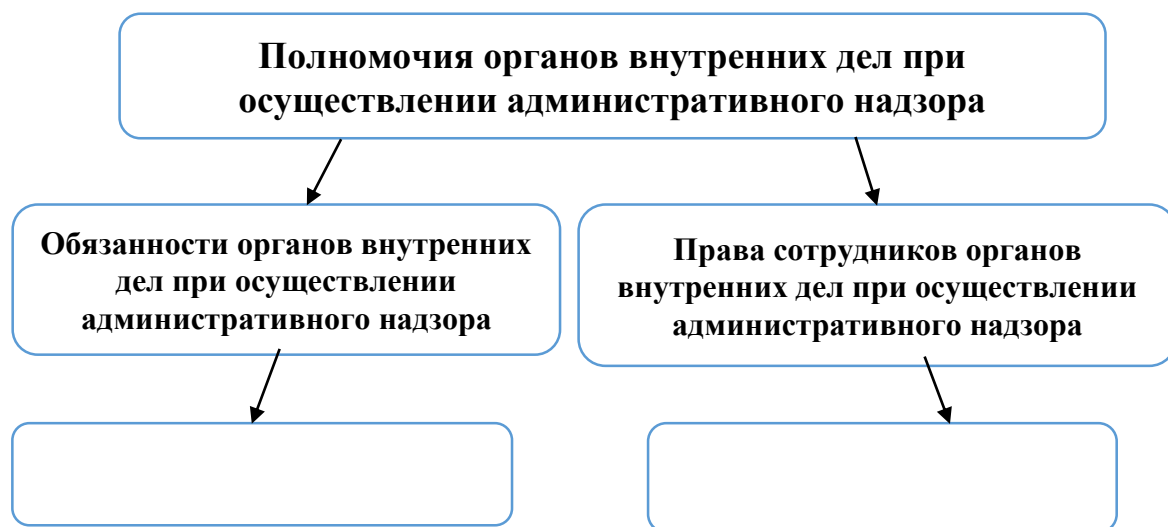 Полномочия органов внутренних дел при
осуществлении административного надзора
Обязанности органов внутренних
дел при осуществлении
административного надзора
Права сотрудников органов
внутренних дел при осуществлении
административного надзора